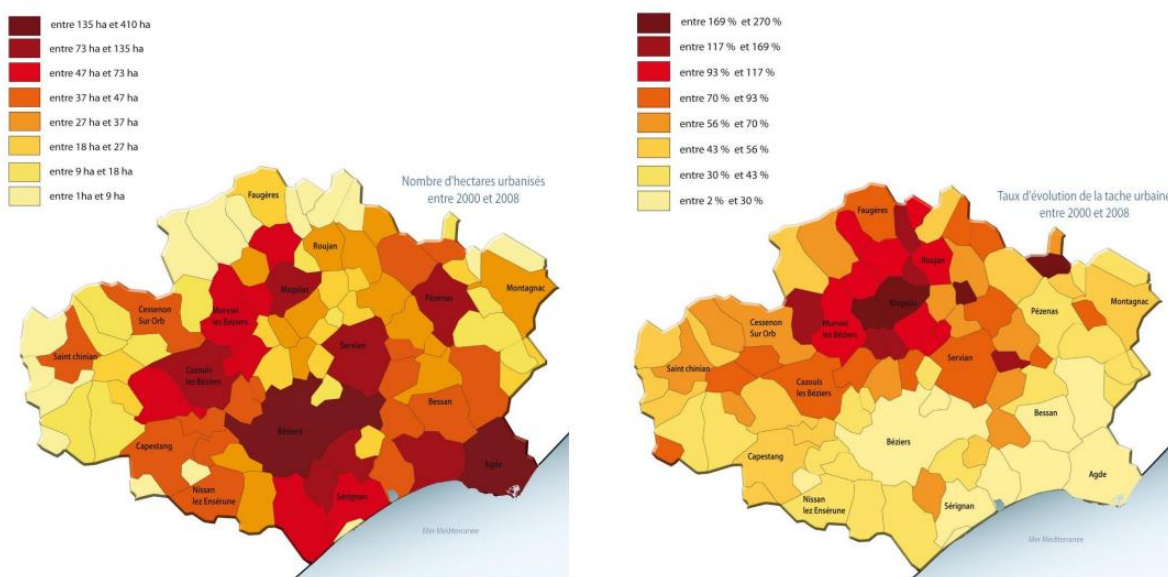 entre 135 ha et 410 ha
entre 73 ha et 135 ha
entre 47 ha et 73 ha
entre 37 ha et 47 ha
entre 27 ha et 37 ha
entre 18 ha et 27 ha
entre 9 ha et 18 ha
entre 1ha et 9 ha
Nombre d'hectares urbanisés
entre 2000 et 2008
Faugères
Roujan
Magalas
Pézenas
Montagnac
Cessenon
Sur Orb
Murviel
les Béziers
Saint chinian
Servian
Cazouls
les Béziers
Bessan
Béziers
Capestang
Agde
Nissan
lez Ensérune
Sérignan
Mer Mediterranée
entre 169 % et 270 %
entre 117 % et 169 %
entre 93 % et 117 %
entre 70 % et 93 %
entre 56 % et 70 %
entre 43 % et 56 %
entre 30 % et 43 %
entre 2 % et 30 %
Taux d'évolution de la tache urbaine
entre 2000 et 2008
Faugères
Roujan
Magalas
Pézenas
Montagnac
Cessenon
Sur Orb
Murviel
les Béziers
Saint chinian
Servian
Cazouls
les Béziers
Bessan
Béziers
Capestang
Agde
Nissan
lez Ensérune
Sérignan
Mer Mediterranée